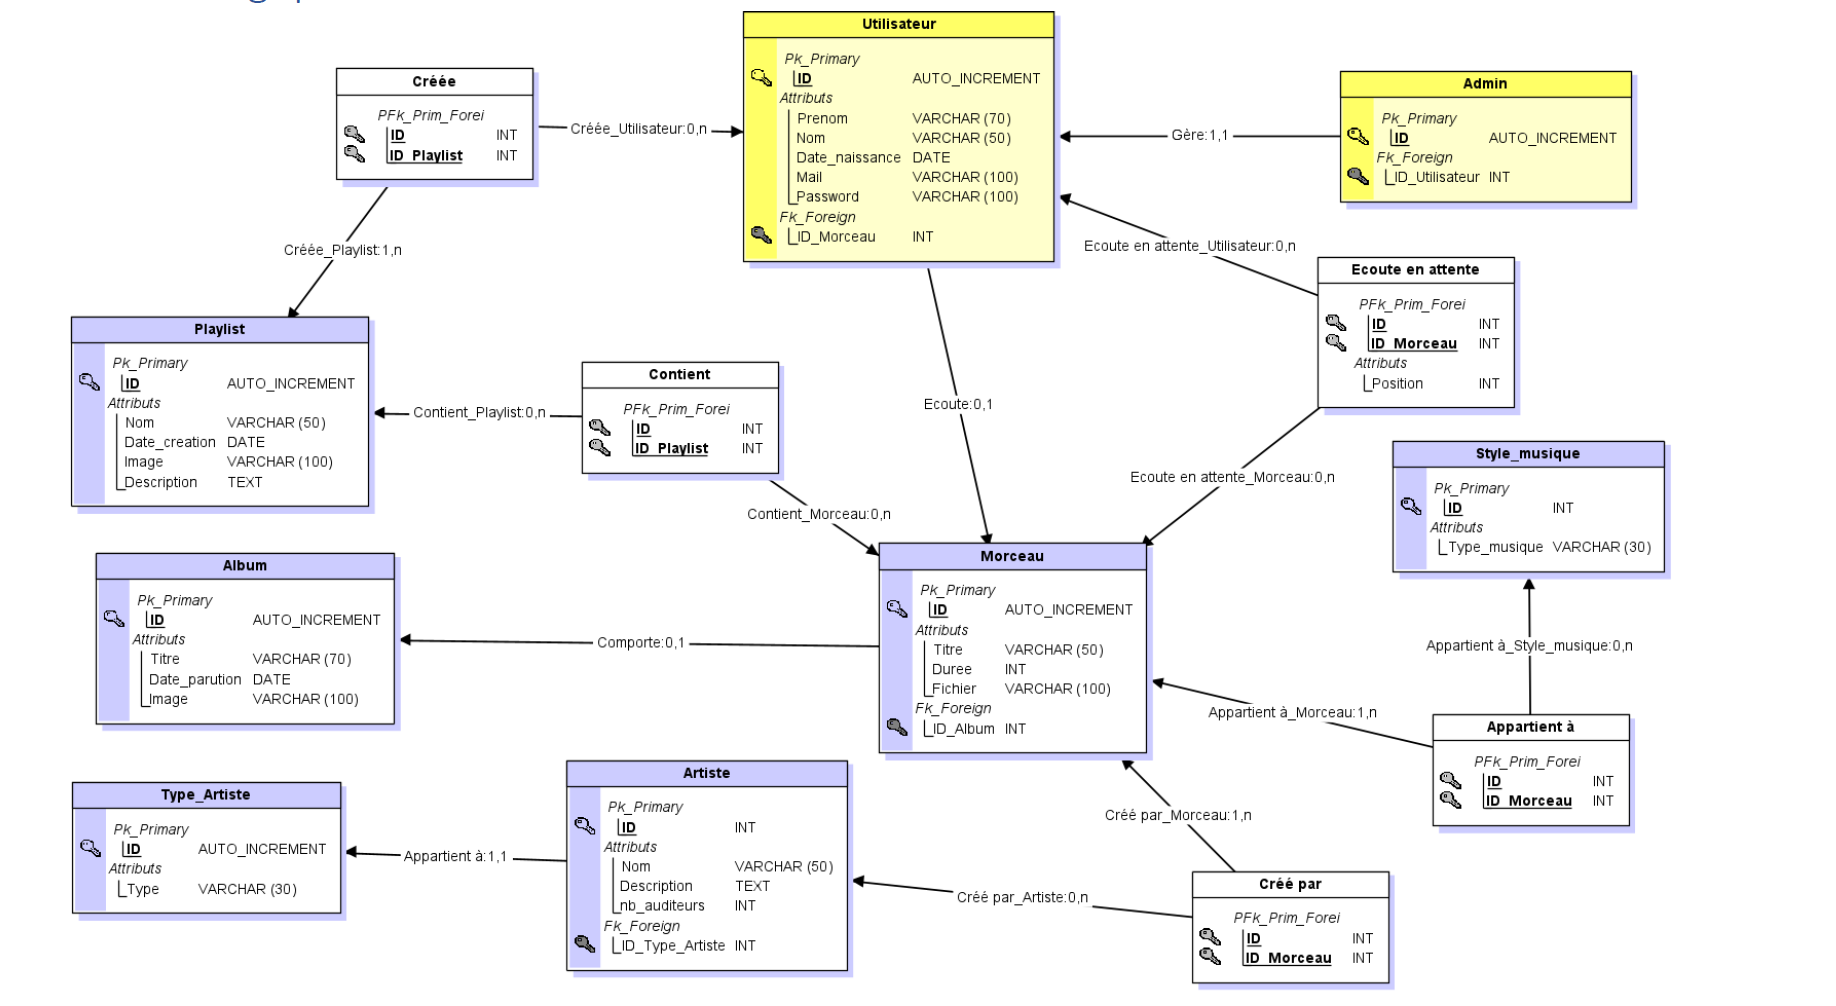 Utilisateur
Pk_Primary
ID AUTO_INCREMENT
Attributs
Prenom VARCHAR (70)
Nom VARCHAR (50)
Date_naissance DATE
Mail VARCHAR (100)
Password VARCHAR (100)
Fk_Foreign
ID_Morceau INT
Créée
PFk_Prim_Forei
ID INT
ID_Playlist INT
Créée_Utilisateur:0,n
Gère:1,1
Admin
Pk_Primary
ID AUTO_INCREMENT
Fk_Foreign
ID_Utilisateur INT
Créée_Playlist:1,n
Ecoute en attente_Utilisateur:0,n
Ecoute en attente
PFk_Prim_Forei
ID INT
ID_Morceau INT
Attributs
Position INT
Playlist
Pk_Primary
ID AUTO_INCREMENT
Attributs
Nom VARCHAR (50)
Date_creation DATE
Image VARCHAR (100)
Description TEXT
Contient_Playlist:0,n
Contient
PFk_Prim_Forei
ID INT
ID_Playlist INT
Ecoute:0,1
Ecoute en attente_Morceau:0,n
Contient_Morceau:0,n
Style_musique
Pk_Primary
ID INT
Attributs
Type_musique VARCHAR (30)
Album
Pk_Primary
ID AUTO_INCREMENT
Attributs
Titre VARCHAR (70)
Date_parution DATE
Image VARCHAR (100)
Comporte:0,1
Morceau
Pk_Primary
ID AUTO_INCREMENT
Attributs
Titre VARCHAR (50)
Duree INT
Fichier VARCHAR (100)
Fk_Foreign
ID_Album INT
Appartient à_Style_musique:0,n
Appartient à_Morceau:1,n
Appartient à
PFk_Prim_Forei
ID INT
ID_Morceau INT
Type_Artiste
Pk_Primary
ID AUTO_INCREMENT
Attributs
Type VARCHAR (30)
Appartient à:1,1
Artiste
Pk_Primary
ID INT
Attributs
Nom VARCHAR (50)
Description TEXT
nb_auditeurs INT
Fk_Foreign
ID_Type_Artiste INT
Créé par_Morceau:1,n
Créé par_Artiste:0,n
Créé par
PFk_Prim_Forei
ID INT
ID_Morceau INT